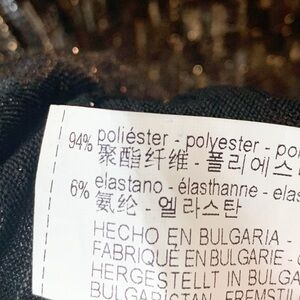 94% poliéster - polyester - pol
聚酯纤维 - 폴리에스
6% elastano - élasthanne - elas
氨纶 - 엘라스탄
HECHO EN BULGARIA -
FABRIQUÉ EN BULGARIE -
HERGESTELLT IN BULGA